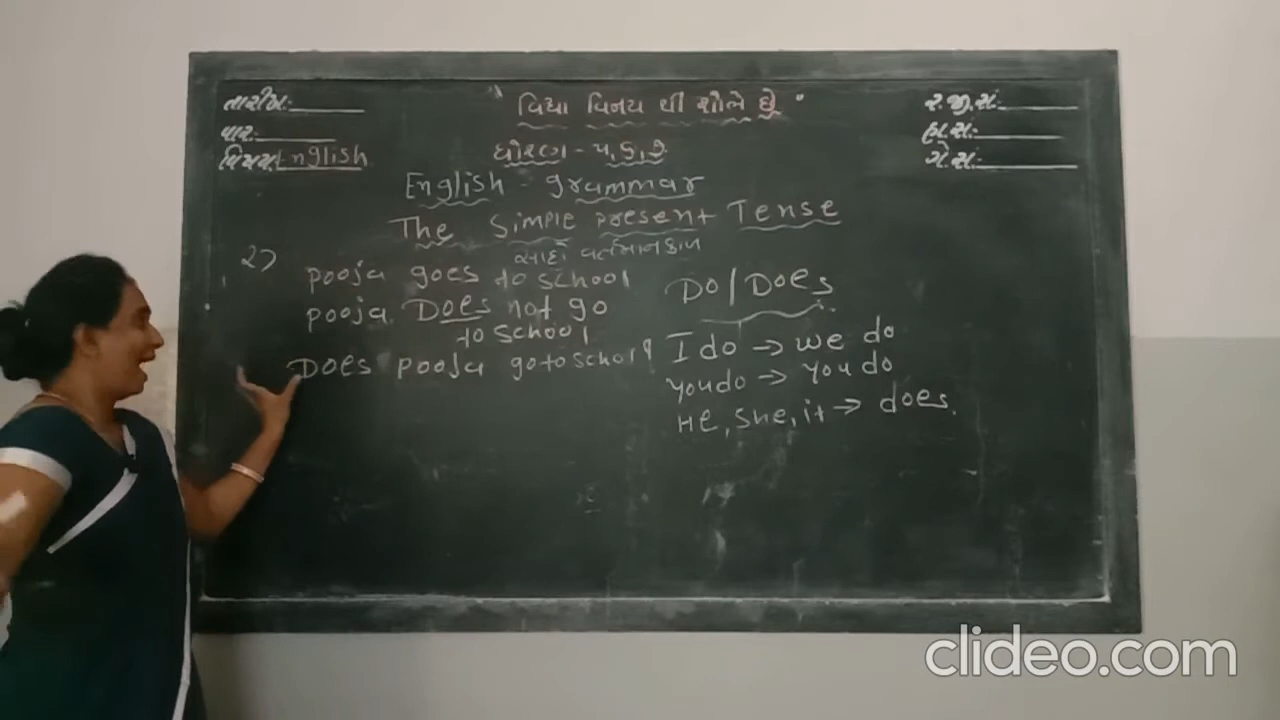 તારીખ:
વાર:
વિષય: English
" વિદ્યા વિનય થી શોભે છે "
ધોરણ - ૫,૬,૭
English - grammar
The Simple present Tense
સાદો વર્તમાનકાળ
૨)
pooja goes to school
pooja Does not go
to school
Does pooja go to school?
DO/DOES
I do → we do
you do → you do
He, She, it → does.
ર.જી.સં:
હા.સં:
ગે.સં:
clideo.com